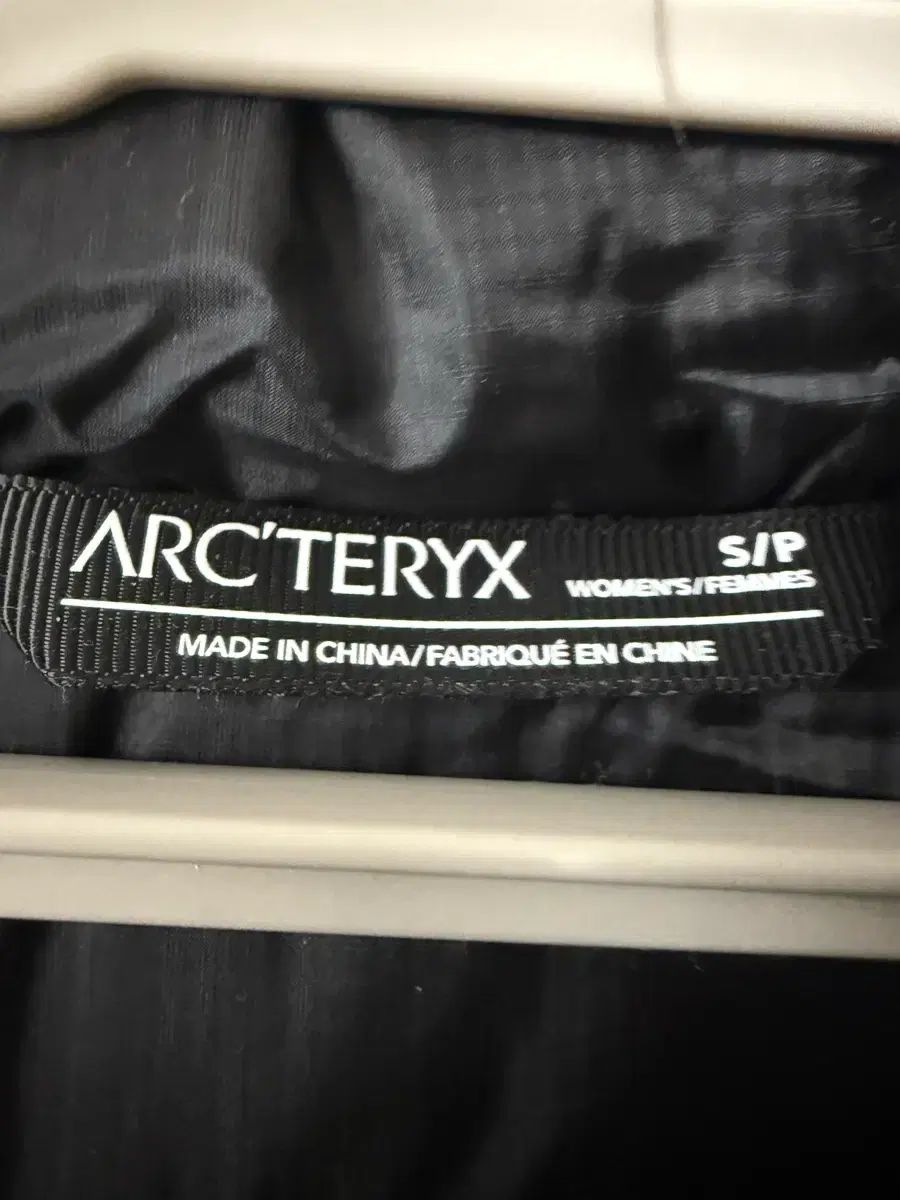 ARC'TERYX S/P
WOMEN'S/FEMMES
MADE IN CHINA/FABRIQUÉ EN CHINE